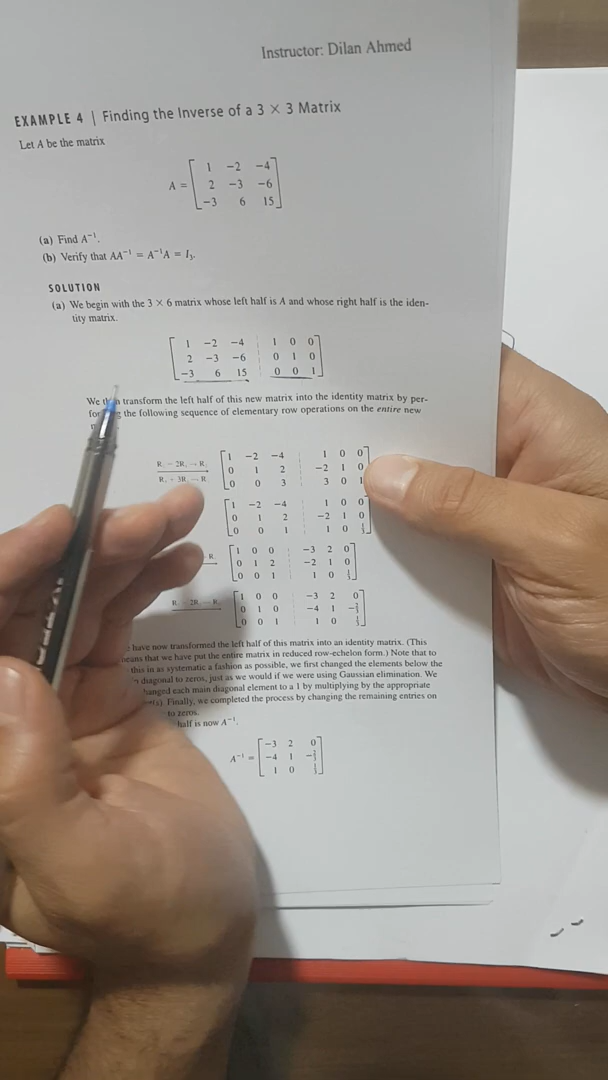 Instructor: Dilan Ahmed
EXAMPLE 4 | Finding the Inverse of a 3 × 3 Matrix
Let A be the matrix
A = [ 1 −2 −4
2 −3 −6
−3 6 15 ]
(a) Find A⁻¹.
(b) Verify that AA⁻¹ = A⁻¹A = I₃.
SOLUTION
(a) We begin with the 3 × 6 matrix whose left half is A and whose right half is the iden-
tity matrix.
[ 1 −2 −4 | 1 0 0
2 −3 −6 | 0 1 0
−3 6 15 | 0 0 1 ]
We transform the left half of this new matrix into the identity matrix by per-
the following sequence of elementary row operations on the entire new
[ 1 −2 −4 | 1 0 0
0 1 2 | −2 1 0
0 0 3 | 3 0 1 ]
[ 1 −2 −4 | 1 0 0
0 1 2 | −2 1 0
0 0 1 | 1 0 ⅓ ]
[ 1 0 0 | −3 2 0
0 1 2 | −2 1 0
0 0 1 | 1 0 ⅓ ]
[ 1 0 0 | −3 2 0
0 1 0 | −4 1 −⅔
0 0 1 | 1 0 ⅓ ]
have now transformed the left half of this matrix into an identity matrix. (This
means that we have put the entire matrix in reduced row-echelon form.) Note that to
this in as systematic a fashion as possible, we first changed the elements below the
diagonal to zeros, just as we would if we were using Gaussian elimination. We
changed each main diagonal element to a 1 by multiplying by the appropriate
Finally, we completed the process by changing the remaining entries on
to zeros.
half is now A⁻¹.
A⁻¹ = [ −3 2 0
−4 1 −⅔
1 0 ⅓ ]